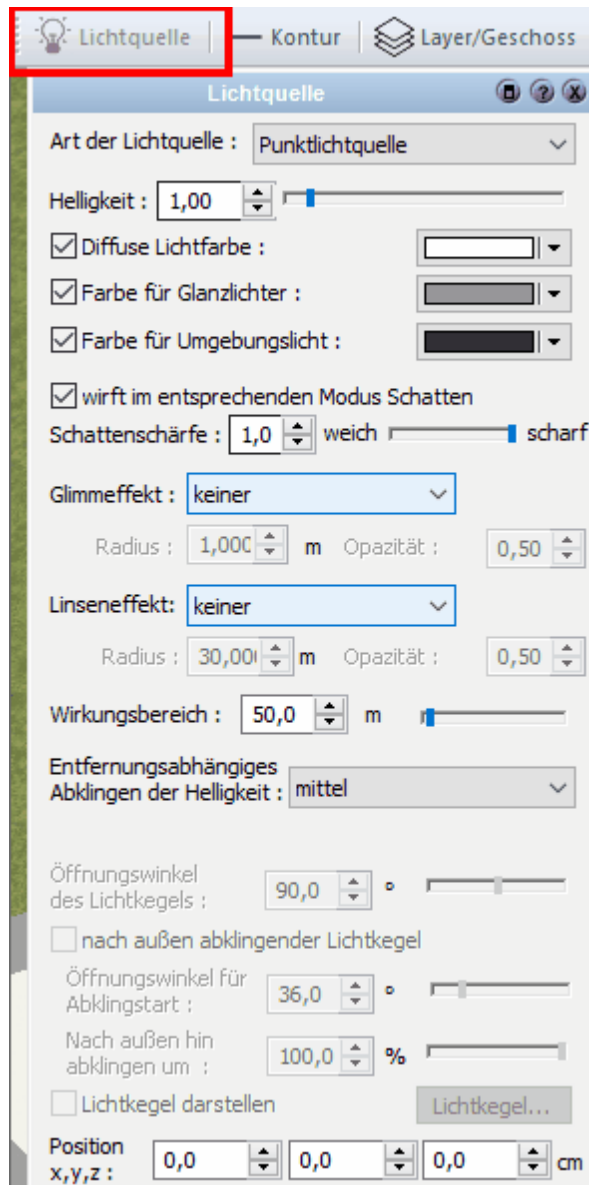 Lichtquelle Kontur Layer/Geschoss
Lichtquelle
Art der Lichtquelle : Punktlichtquelle
Helligkeit : 1,00
Diffuse Lichtfarbe :
Farbe für Glanzlichter :
Farbe für Umgebungslicht :
wirft im entsprechenden Modus Schatten
Schattenschärfe : 1,0 weich scharf
Glimmeffekt : keiner
Radius : 1,000 m Opazität : 0,50
Linseneffekt: keiner
Radius : 30,00 m Opazität : 0,50
Wirkungsbereich : 50,0 m
Entfernungsabhängiges
Abklingen der Helligkeit : mittel
Öffnungswinkel
des Lichtkegels : 90,0 °
nach außen abklingender Lichtkegel
Öffnungswinkel für
Abklingstart : 36,0 °
Nach außen hin
abklingen um : 100,0 %
Lichtkegel darstellen Lichtkegel...
Position
x,y,z : 0,0 0,0 0,0 cm